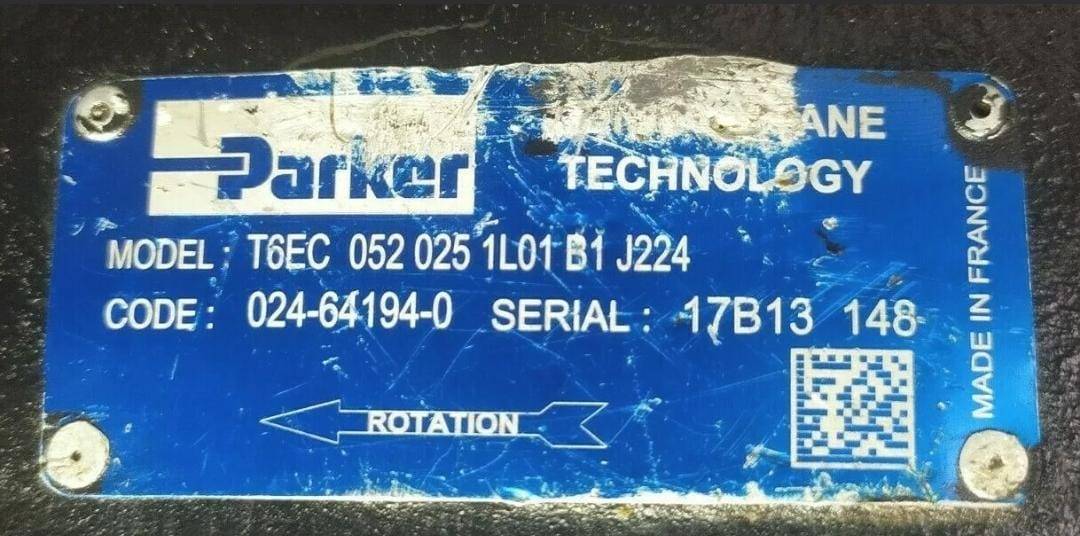 Parker
TECHNOLOGY
MODEL : T6EC 052 025 1L01 B1 J224
CODE : 024-64194-0 SERIAL : 17B13 148
ROTATION
MADE IN FRANCE